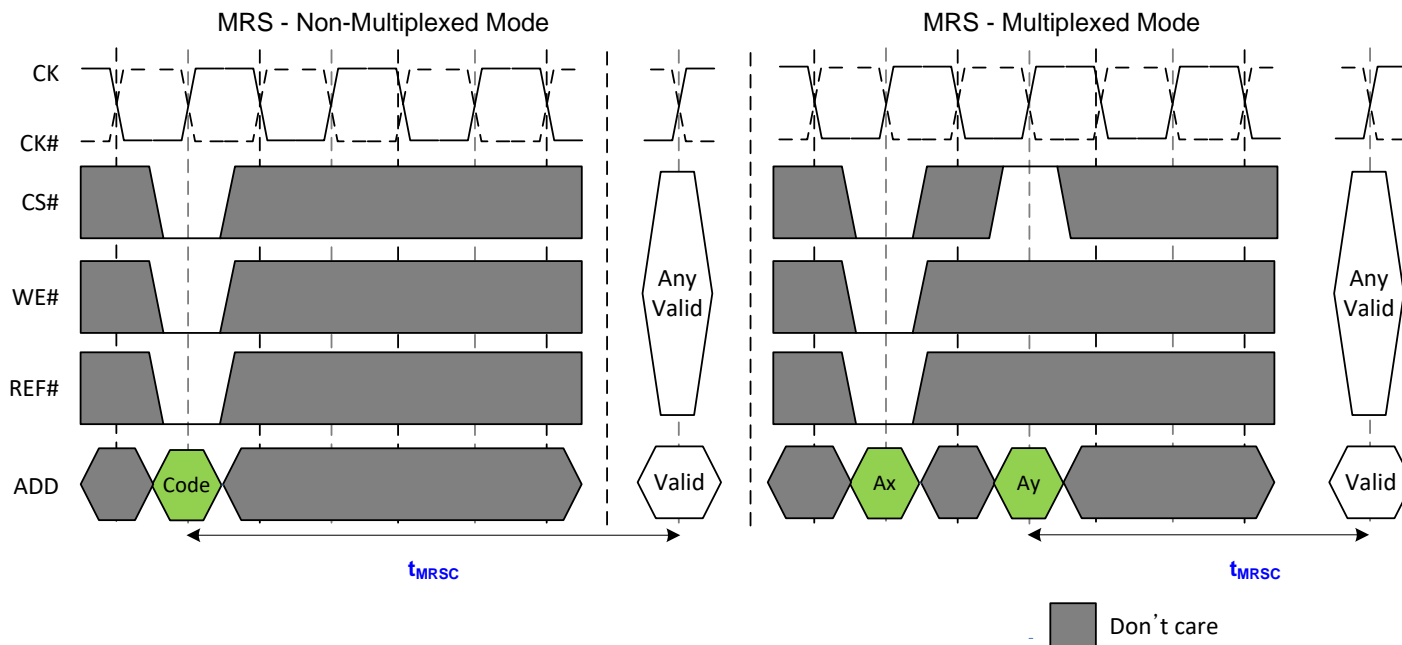 MRS - Non-Multiplexed Mode
MRS - Multiplexed Mode
CK
CK#
CS#
WE#
REF#
ADD
Any
Valid
Any
Valid
Code
Valid
Ax
Ay
Valid
tMRSC
tMRSC
Don't care